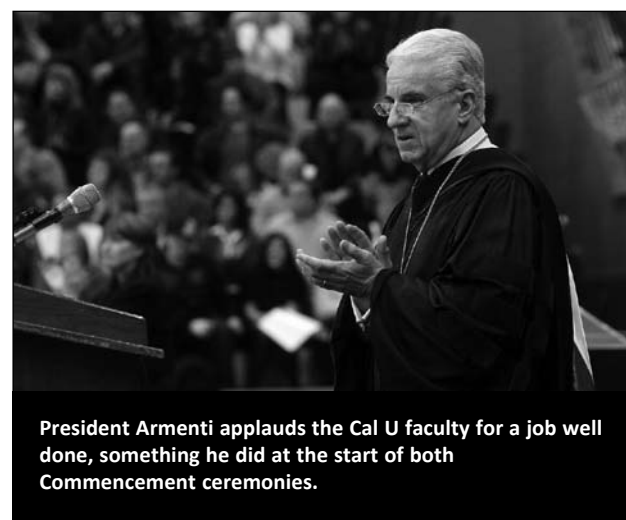 President Armenti applauds the Cal U faculty for a job well
done, something he did at the start of both
Commencement ceremonies.